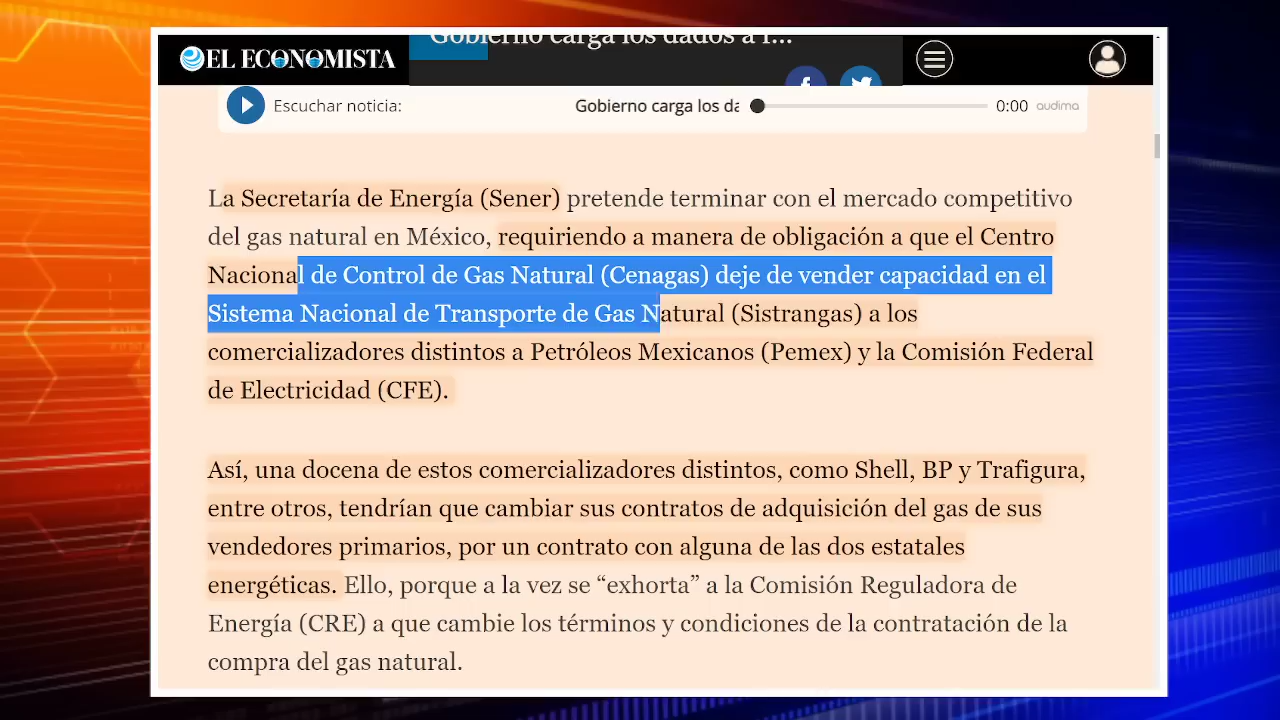 Gobierno carga los dados a f...
EL ECONOMISTA
Escuchar noticia:
Gobierno carga los da
0:00
audima
La Secretaría de Energía (Sener) pretende terminar con el mercado competitivo
del gas natural en México, requiriendo a manera de obligación a que el Centro
Nacional de Control de Gas Natural (Cenagas) deje de vender capacidad en el
Sistema Nacional de Transporte de Gas Natural (Sistrangas) a los
comercializadores distintos a Petróleos Mexicanos (Pemex) y la Comisión Federal
de Electricidad (CFE).
Así, una docena de estos comercializadores distintos, como Shell, BP y Trafigura,
entre otros, tendrían que cambiar sus contratos de adquisición del gas de sus
vendedores primarios, por un contrato con alguna de las dos estatales
energéticas. Ello, porque a la vez se “exhorta” a la Comisión Reguladora de
Energía (CRE) a que cambie los términos y condiciones de la contratación de la
compra del gas natural.